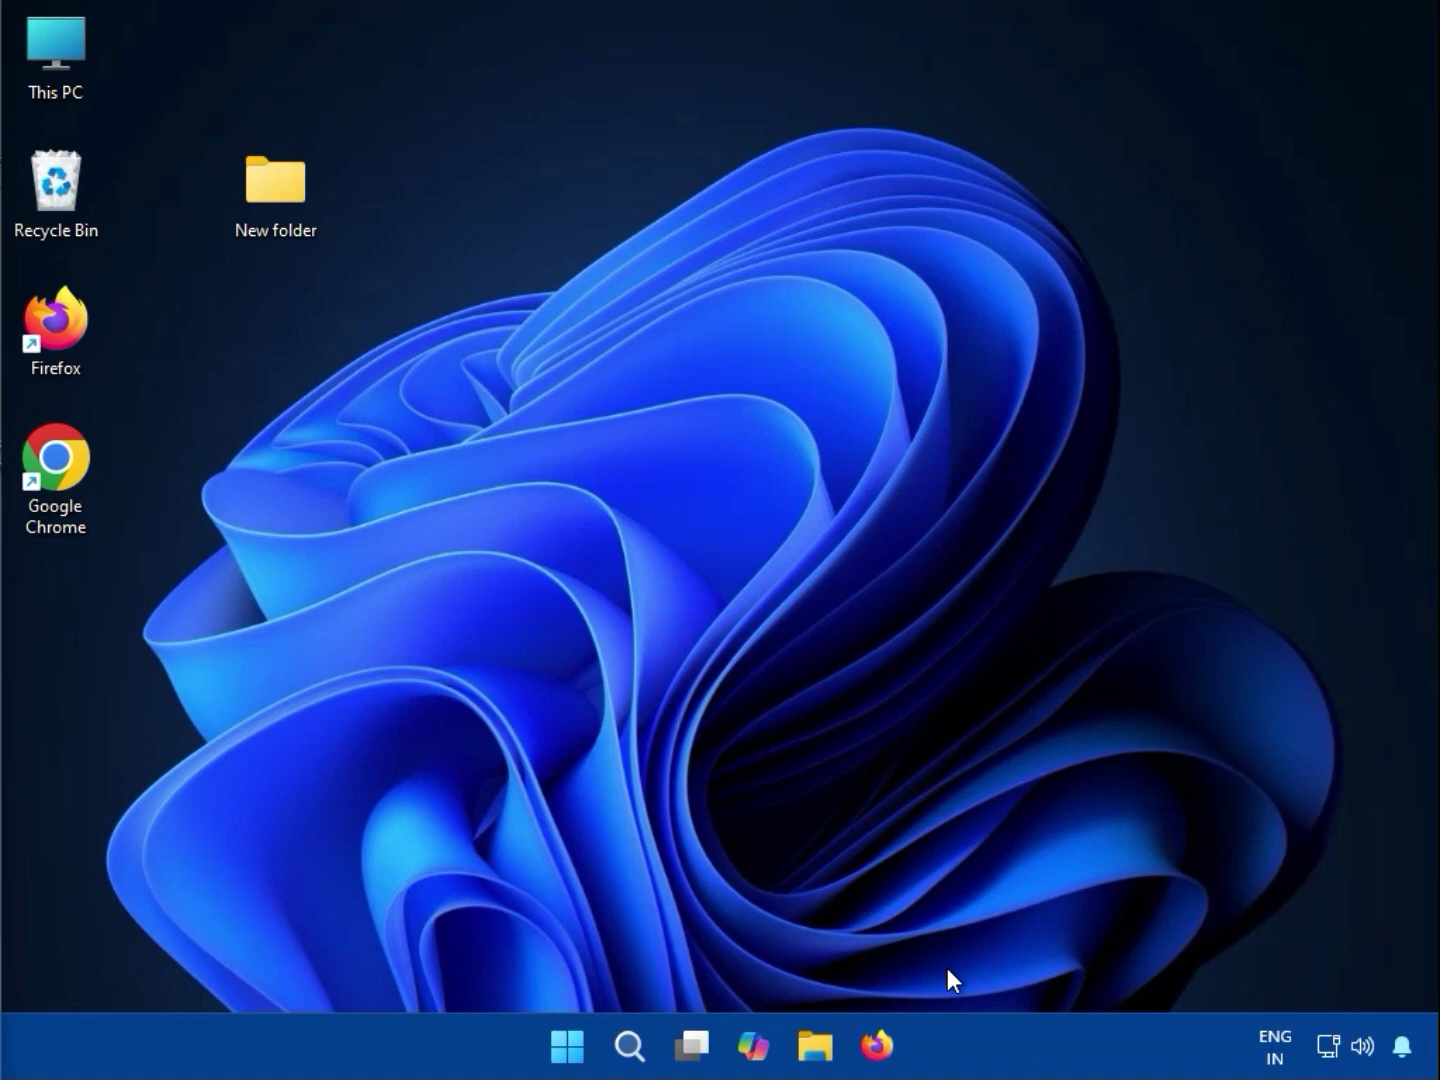 This PC
Recycle Bin
New folder
Firefox
Google
Chrome
ENG
IN